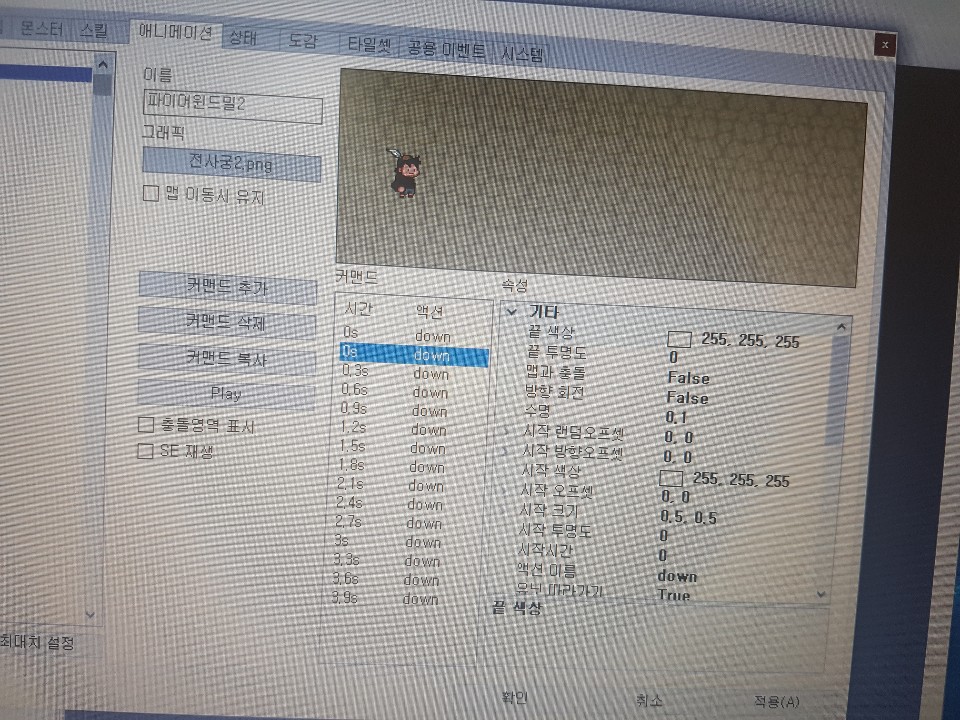 몬스터 스킬 애니메이션 상태 도감 타일셋 공용 이벤트 시스템
x
이름
파이어윈드밀2
그래픽
전사궁2.png
맵 이동시 유지
커맨드 추가
커맨드 삭제
커맨드 복사
Play
충돌영역 표시
SE 재생
최대치 설정
커맨드
시간 액션
0s down
0s down
0.3s down
0.6s down
0.9s down
1.2s down
1.5s down
1.8s down
2.1s down
2.4s down
2.7s down
3s down
3.3s down
3.6s down
3.9s down
속성
기타
끝 색상 255, 255, 255
끝 투명도 0
맵과 충돌 False
방향 회전 False
수명 0.1
시작 랜덤오프셋 0, 0
시작 방향오프셋 0, 0
시작 색상 255, 255, 255
시작 오프셋 0, 0
시작 크기 0.5, 0.5
시작 투명도 0
시작시간 0
액션 이름 down
유닛 따라가기 True
끝 색상
확인 취소 적용(A)